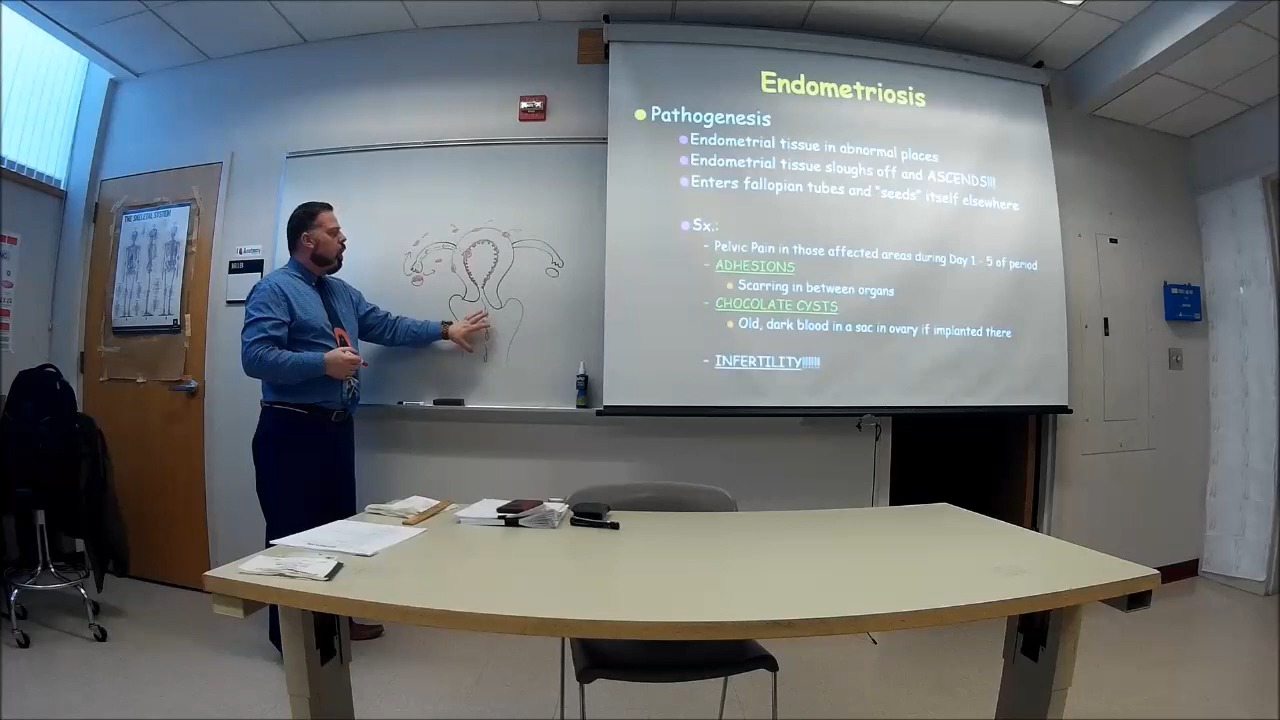 Endometriosis
Pathogenesis
Endometrial tissue in abnormal places
Endometrial tissue sloughs off and ASCENDS!!!
Enters fallopian tubes and "seeds" itself elsewhere
Sx.:
- Pelvic Pain in those affected areas during Day 1 - 5 of period
- ADHESIONS
Scarring in between organs
- CHOCOLATE CYSTS
Old, dark blood in a sac in ovary if implanted there
- INFERTILITY!!!!!!
THE SKELETAL SYSTEM